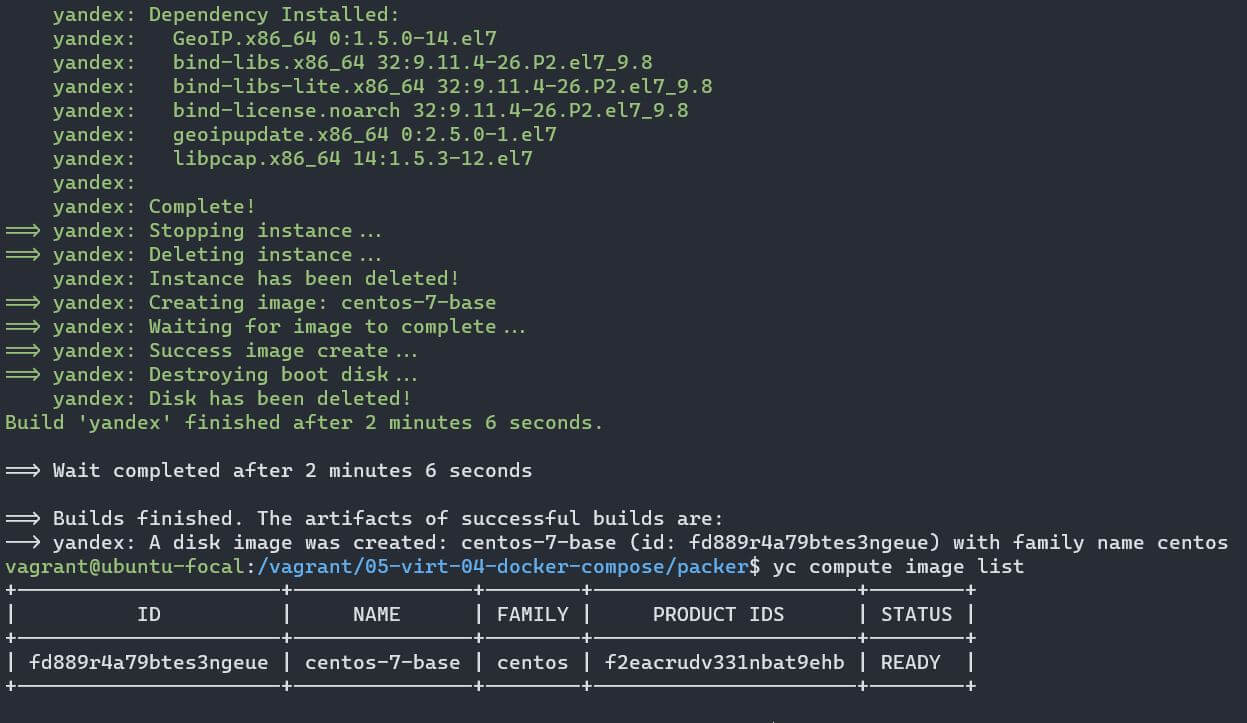 yandex: Dependency Installed:
yandex:   GeoIP.x86_64 0:1.5.0-14.el7
yandex:   bind-libs.x86_64 32:9.11.4-26.P2.el7_9.8
yandex:   bind-libs-lite.x86_64 32:9.11.4-26.P2.el7_9.8
yandex:   bind-license.noarch 32:9.11.4-26.P2.el7_9.8
yandex:   geoipupdate.x86_64 0:2.5.0-1.el7
yandex:   libpcap.x86_64 14:1.5.3-12.el7
yandex:
yandex: Complete!
==> yandex: Stopping instance...
==> yandex: Deleting instance...
yandex: Instance has been deleted!
==> yandex: Creating image: centos-7-base
==> yandex: Waiting for image to complete...
==> yandex: Success image create...
==> yandex: Destroying boot disk...
yandex: Disk has been deleted!
Build 'yandex' finished after 2 minutes 6 seconds.
==> Wait completed after 2 minutes 6 seconds
==> Builds finished. The artifacts of successful builds are:
--> yandex: A disk image was created: centos-7-base (id: fd889r4a79btes3ngeue) with family name centos
vagrant@ubuntu-focal:/vagrant/05-virt-04-docker-compose/packer$ yc compute image list
| ID | NAME | FAMILY | PRODUCT IDS | STATUS |
| fd889r4a79btes3ngeue | centos-7-base | centos | f2eacrudv331nbat9ehb | READY |